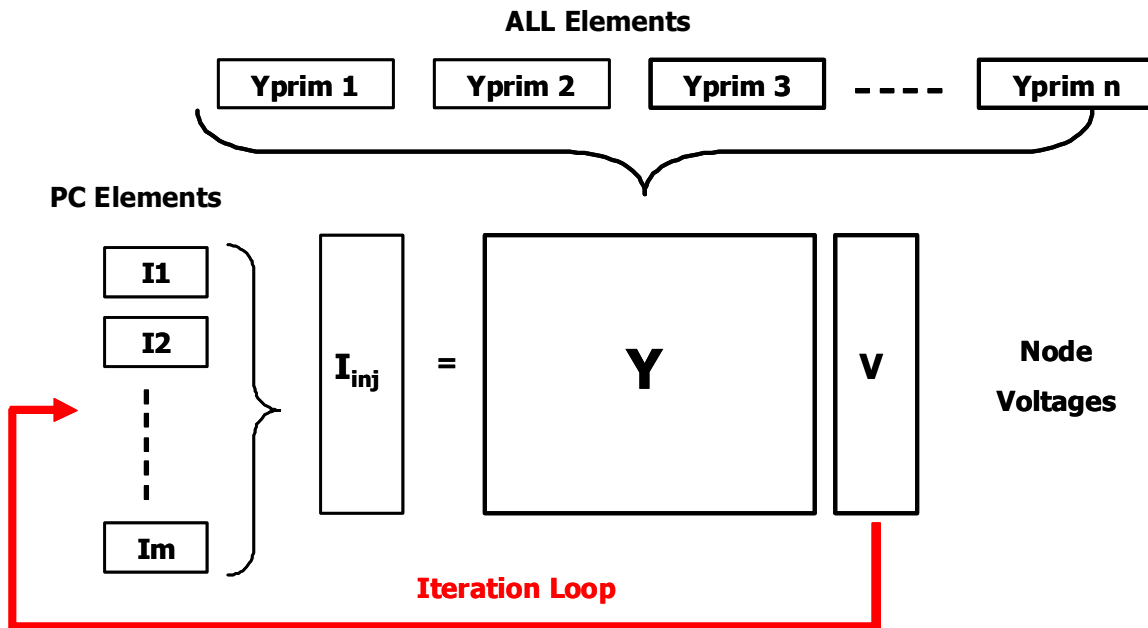 ALL Elements
Yprim 1 Yprim 2 Yprim 3 Yprim n
PC Elements
I1
I2
Im
Iinj = Y V
Node
Voltages
Iteration Loop